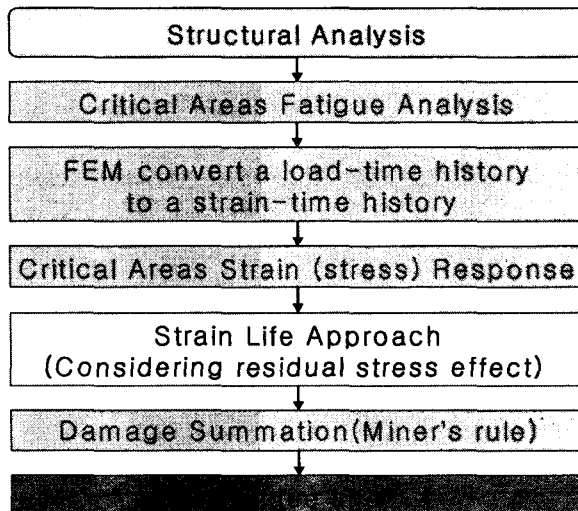 Structural Analysis
Critical Areas Fatigue Analysis
FEM convert a load-time history
to a strain-time history
Critical Areas Strain (stress) Response
Strain Life Approach
(Considering residual stress effect)
Damage Summation(Miner's rule)